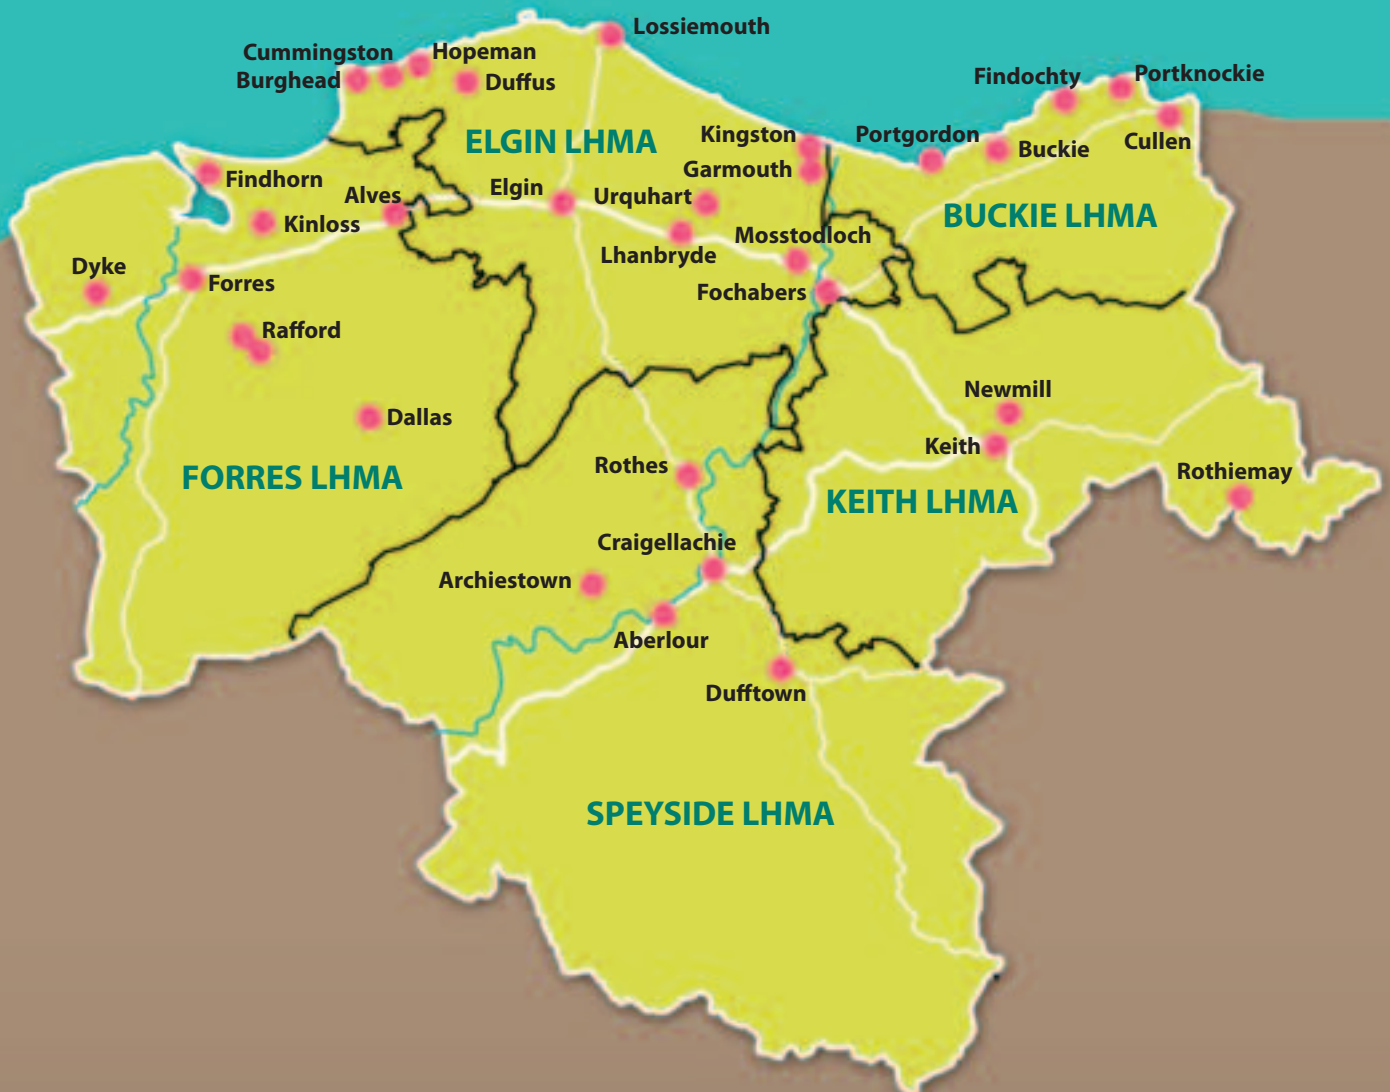 Lossiemouth
Cummingston
Hopeman
Burghead
Duffus
Findochty
Portknockie
ELGIN LHMA
Kingston
Portgordon
Buckie
Cullen
Garmouth
Findhorn
Alves
Elgin
Urquhart
Kinloss
BUCKIE LHMA
Mosstodloch
Lhanbryde
Dyke
Forres
Fochabers
Rafford
Newmill
Dallas
Keith
Rothes
Rothiemay
FORRES LHMA
KEITH LHMA
Craigellachie
Archiestown
Aberlour
Dufftown
SPEYSIDE LHMA